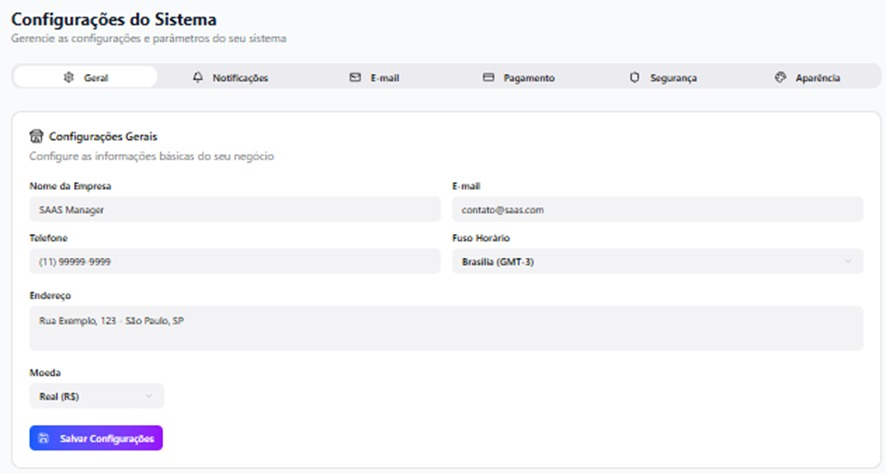 Configurações do Sistema
Gerencie as configurações e parâmetros do seu sistema
Geral Notificações E-mail Pagamento Segurança Aparência
Configurações Gerais
Configure as informações básicas do seu negócio
Nome da Empresa E-mail
SAAS Manager contato@saas.com
Telefone Fuso Horário
(11) 99999-9999 Brasília (GMT-3)
Endereço
Rua Exemplo, 123 - São Paulo, SP
Moeda
Real (R$)
Salvar Configurações